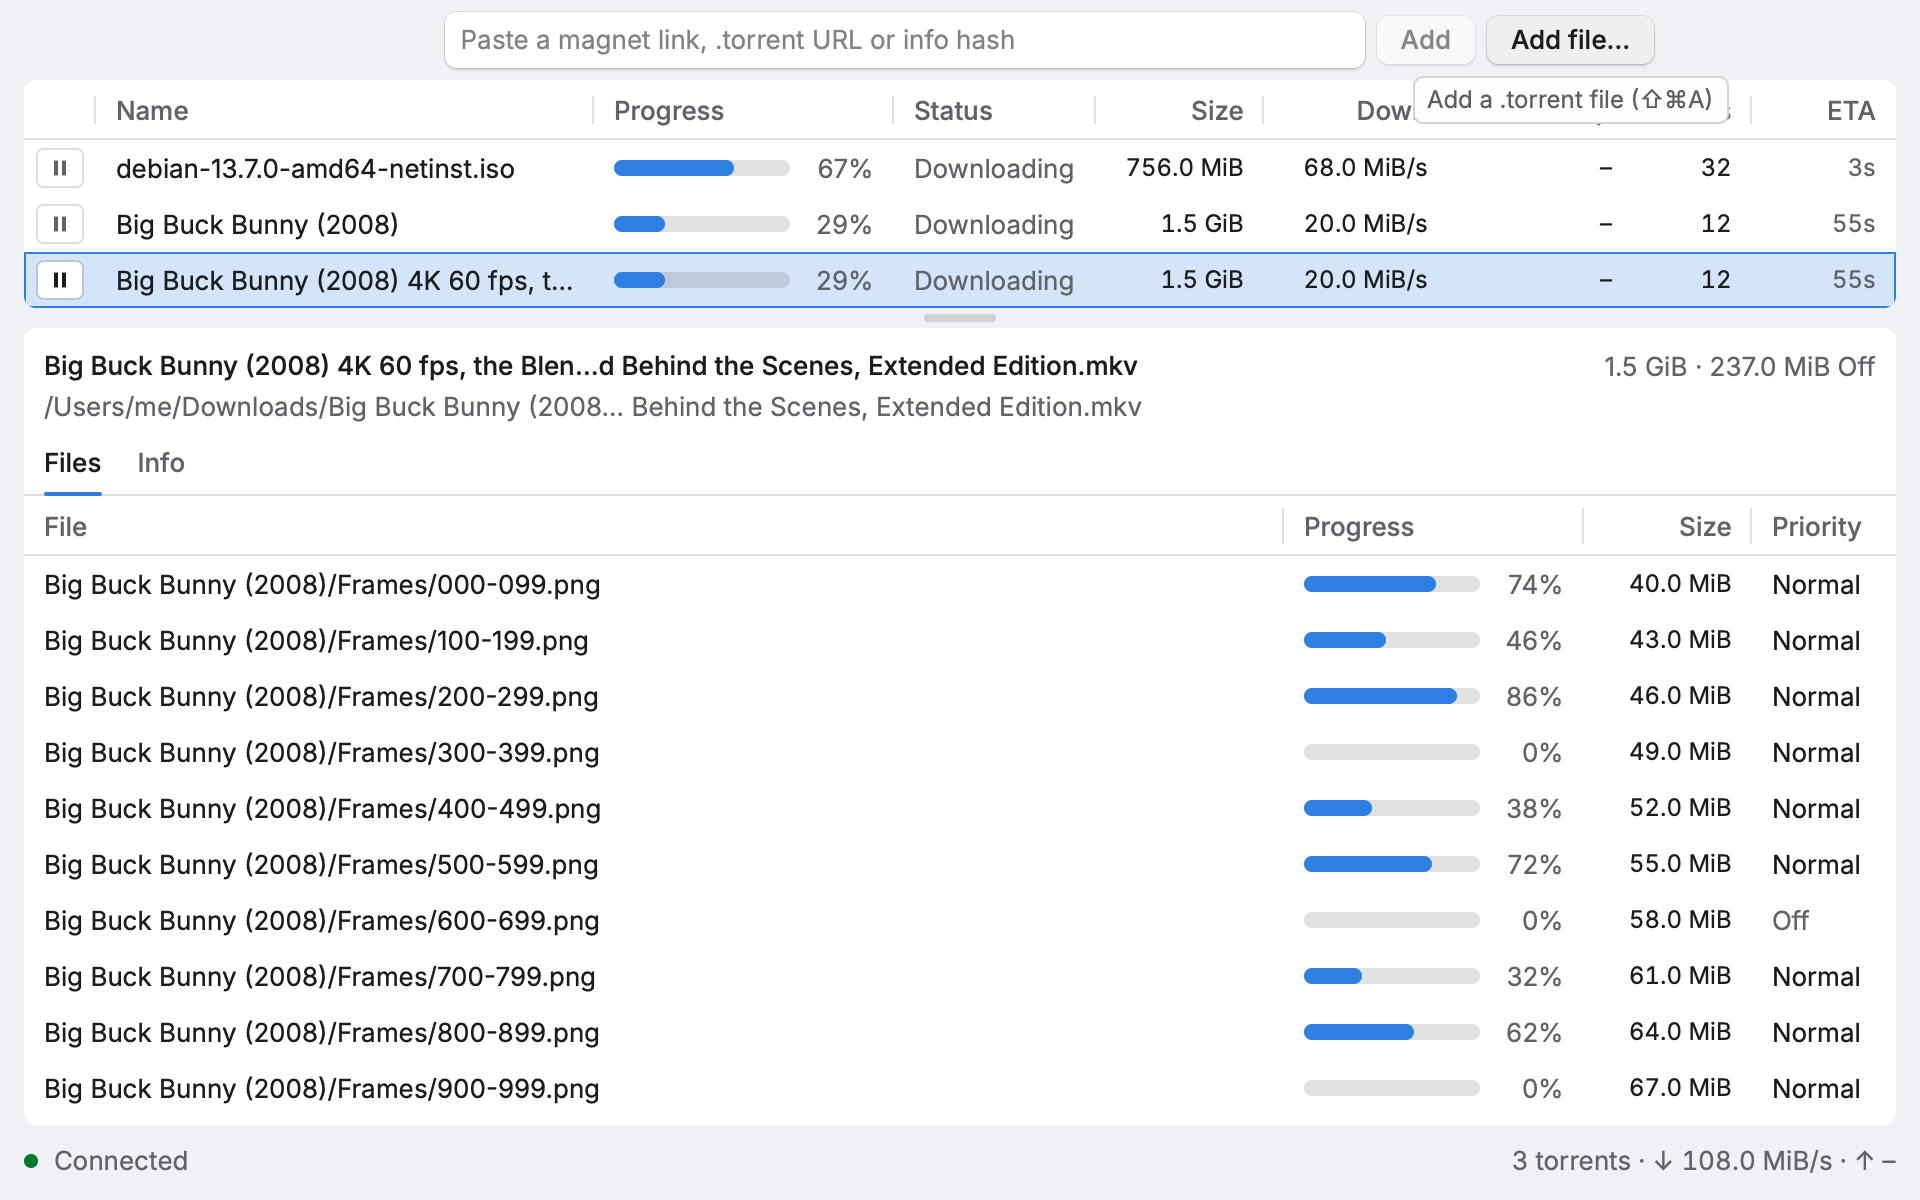 Paste a magnet link, .torrent URL or info hash Add Add file...
Add a .torrent file (⇧⌘A)
Name Progress Status Size ETA
debian-13.7.0-amd64-netinst.iso 67% Downloading 756.0 MiB 68.0 MiB/s – 32 3s
Big Buck Bunny (2008) 29% Downloading 1.5 GiB 20.0 MiB/s – 12 55s
Big Buck Bunny (2008) 4K 60 fps, t... 29% Downloading 1.5 GiB 20.0 MiB/s – 12 55s
Big Buck Bunny (2008) 4K 60 fps, the Blen...d Behind the Scenes, Extended Edition.mkv 1.5 GiB · 237.0 MiB Off
/Users/me/Downloads/Big Buck Bunny (2008... Behind the Scenes, Extended Edition.mkv
Files Info
File Progress Size Priority
Big Buck Bunny (2008)/Frames/000-099.png 74% 40.0 MiB Normal
Big Buck Bunny (2008)/Frames/100-199.png 46% 43.0 MiB Normal
Big Buck Bunny (2008)/Frames/200-299.png 86% 46.0 MiB Normal
Big Buck Bunny (2008)/Frames/300-399.png 0% 49.0 MiB Normal
Big Buck Bunny (2008)/Frames/400-499.png 38% 52.0 MiB Normal
Big Buck Bunny (2008)/Frames/500-599.png 72% 55.0 MiB Normal
Big Buck Bunny (2008)/Frames/600-699.png 0% 58.0 MiB Off
Big Buck Bunny (2008)/Frames/700-799.png 32% 61.0 MiB Normal
Big Buck Bunny (2008)/Frames/800-899.png 62% 64.0 MiB Normal
Big Buck Bunny (2008)/Frames/900-999.png 0% 67.0 MiB Normal
Connected 3 torrents · ↓ 108.0 MiB/s · ↑ –